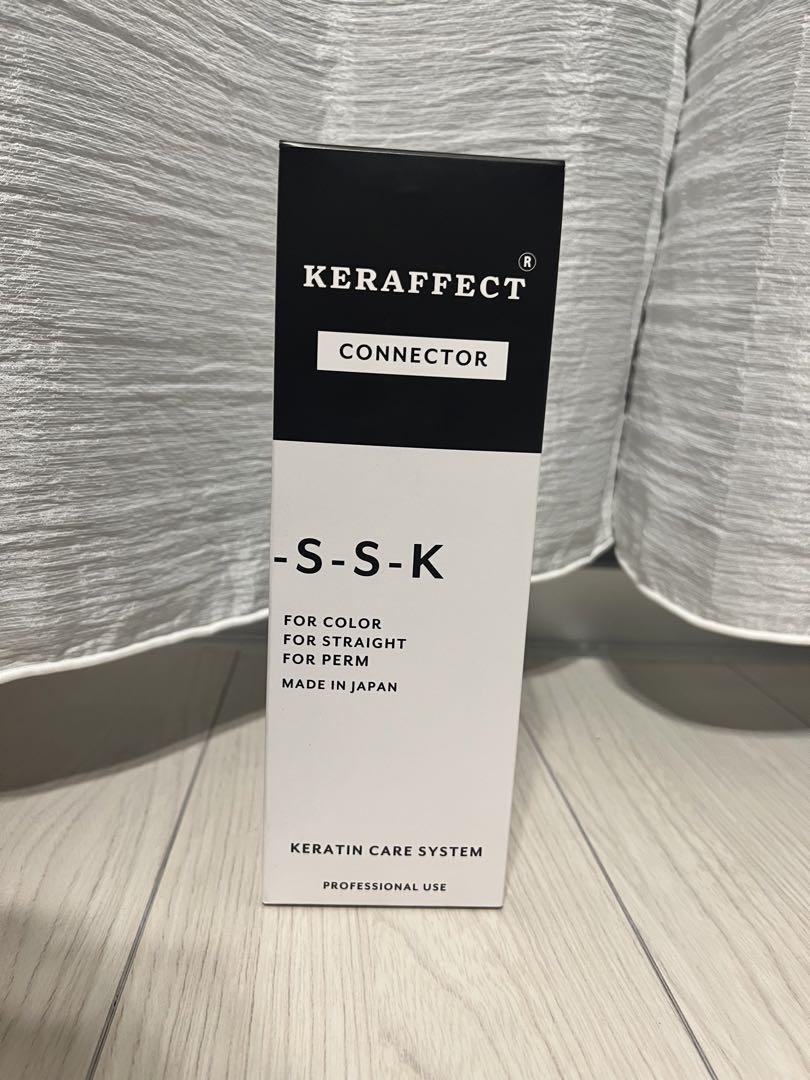 KERAFFECT®
CONNECTOR
-S-S-K
FOR COLOR
FOR STRAIGHT
FOR PERM
MADE IN JAPAN
KERATIN CARE SYSTEM
PROFESSIONAL USE